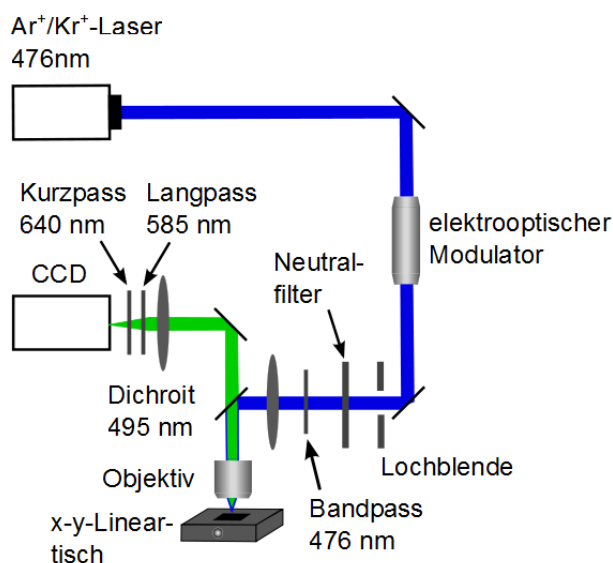 Ar⁺/Kr⁺-Laser
476nm
Kurzpass
640 nm
Langpass
585 nm
CCD
elektrooptischer
Modulator
Neutral-
filter
Dichroit
495 nm
Lochblende
Objektiv
Bandpass
476 nm
x-y-Linear-
tisch